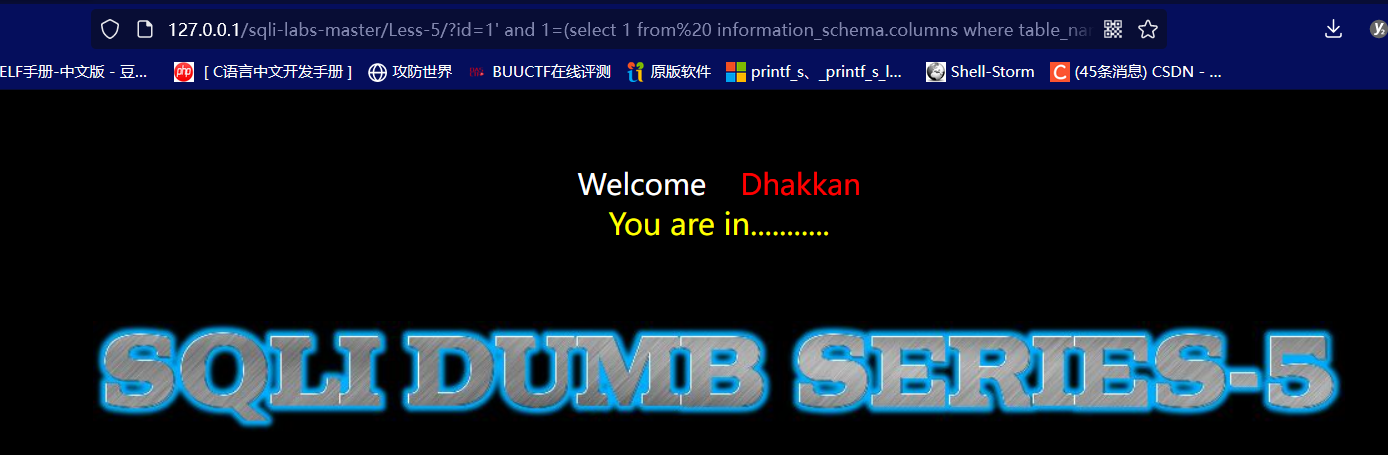 127.0.0.1/sqli-labs-master/Less-5/?id=1' and 1=(select 1 from%20 information_schema.columns where table_na
ELF手册-中文版 - 豆... php [ C语言中文开发手册 ] 攻防世界 BUUCTF在线评测 原版软件 printf_s、_printf_s_l... Shell-Storm C (45条消息) CSDN - ...
Welcome Dhakkan
You are in...........
SQLI DUMB SERIES-5